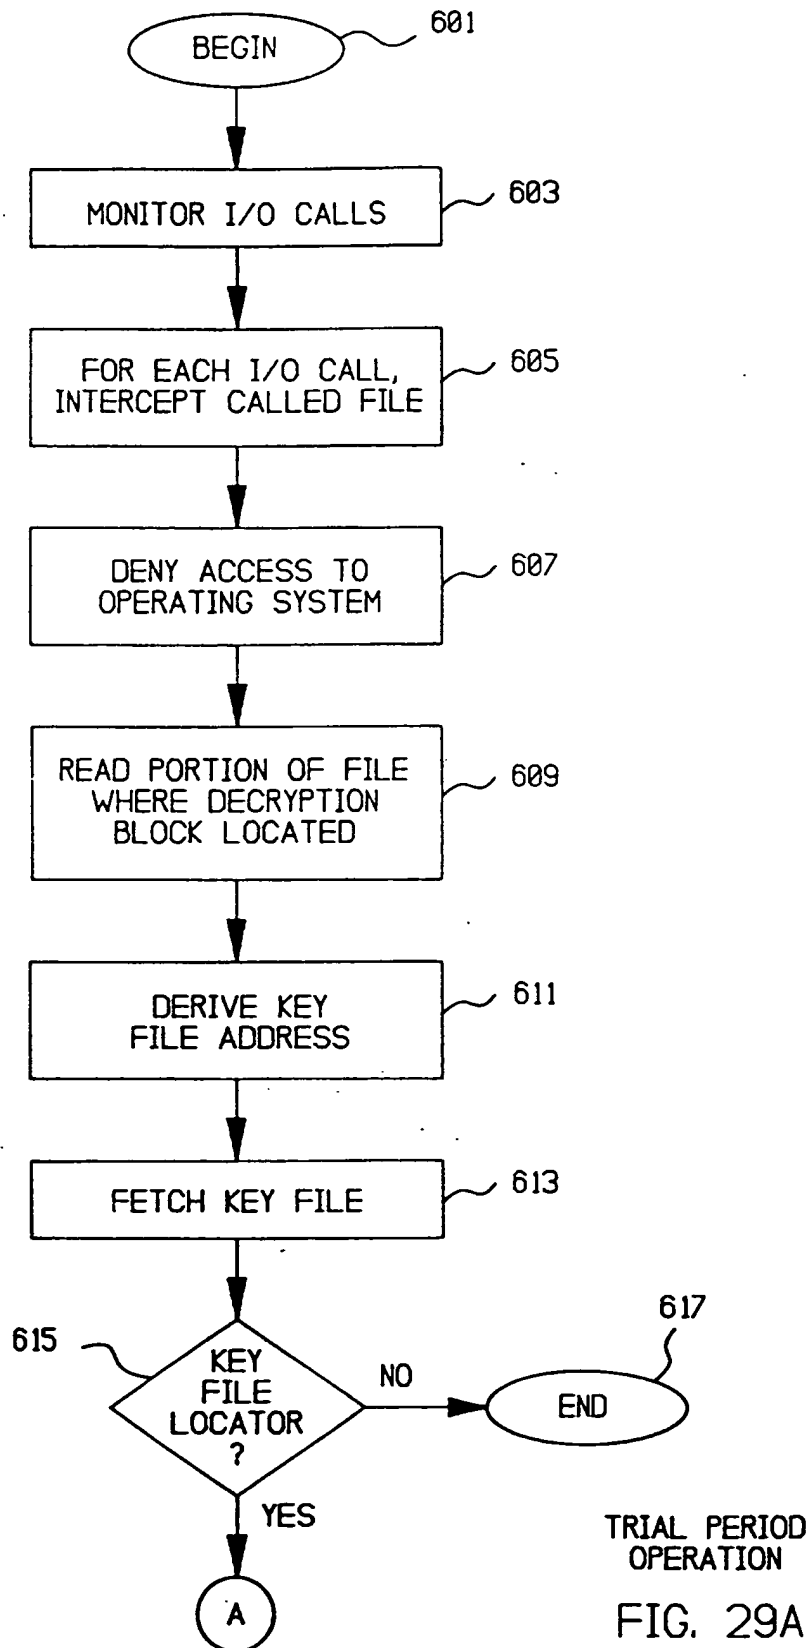 BEGIN
601
MONITOR I/O CALLS
603
FOR EACH I/O CALL,
INTERCEPT CALLED FILE
605
DENY ACCESS TO
OPERATING SYSTEM
607
READ PORTION OF FILE
WHERE DECRYPTION
BLOCK LOCATED
609
DERIVE KEY
FILE ADDRESS
611
FETCH KEY FILE
613
615
KEY
FILE
LOCATOR
?
NO
617
END
YES
A
TRIAL PERIOD
OPERATION
FIG. 29A